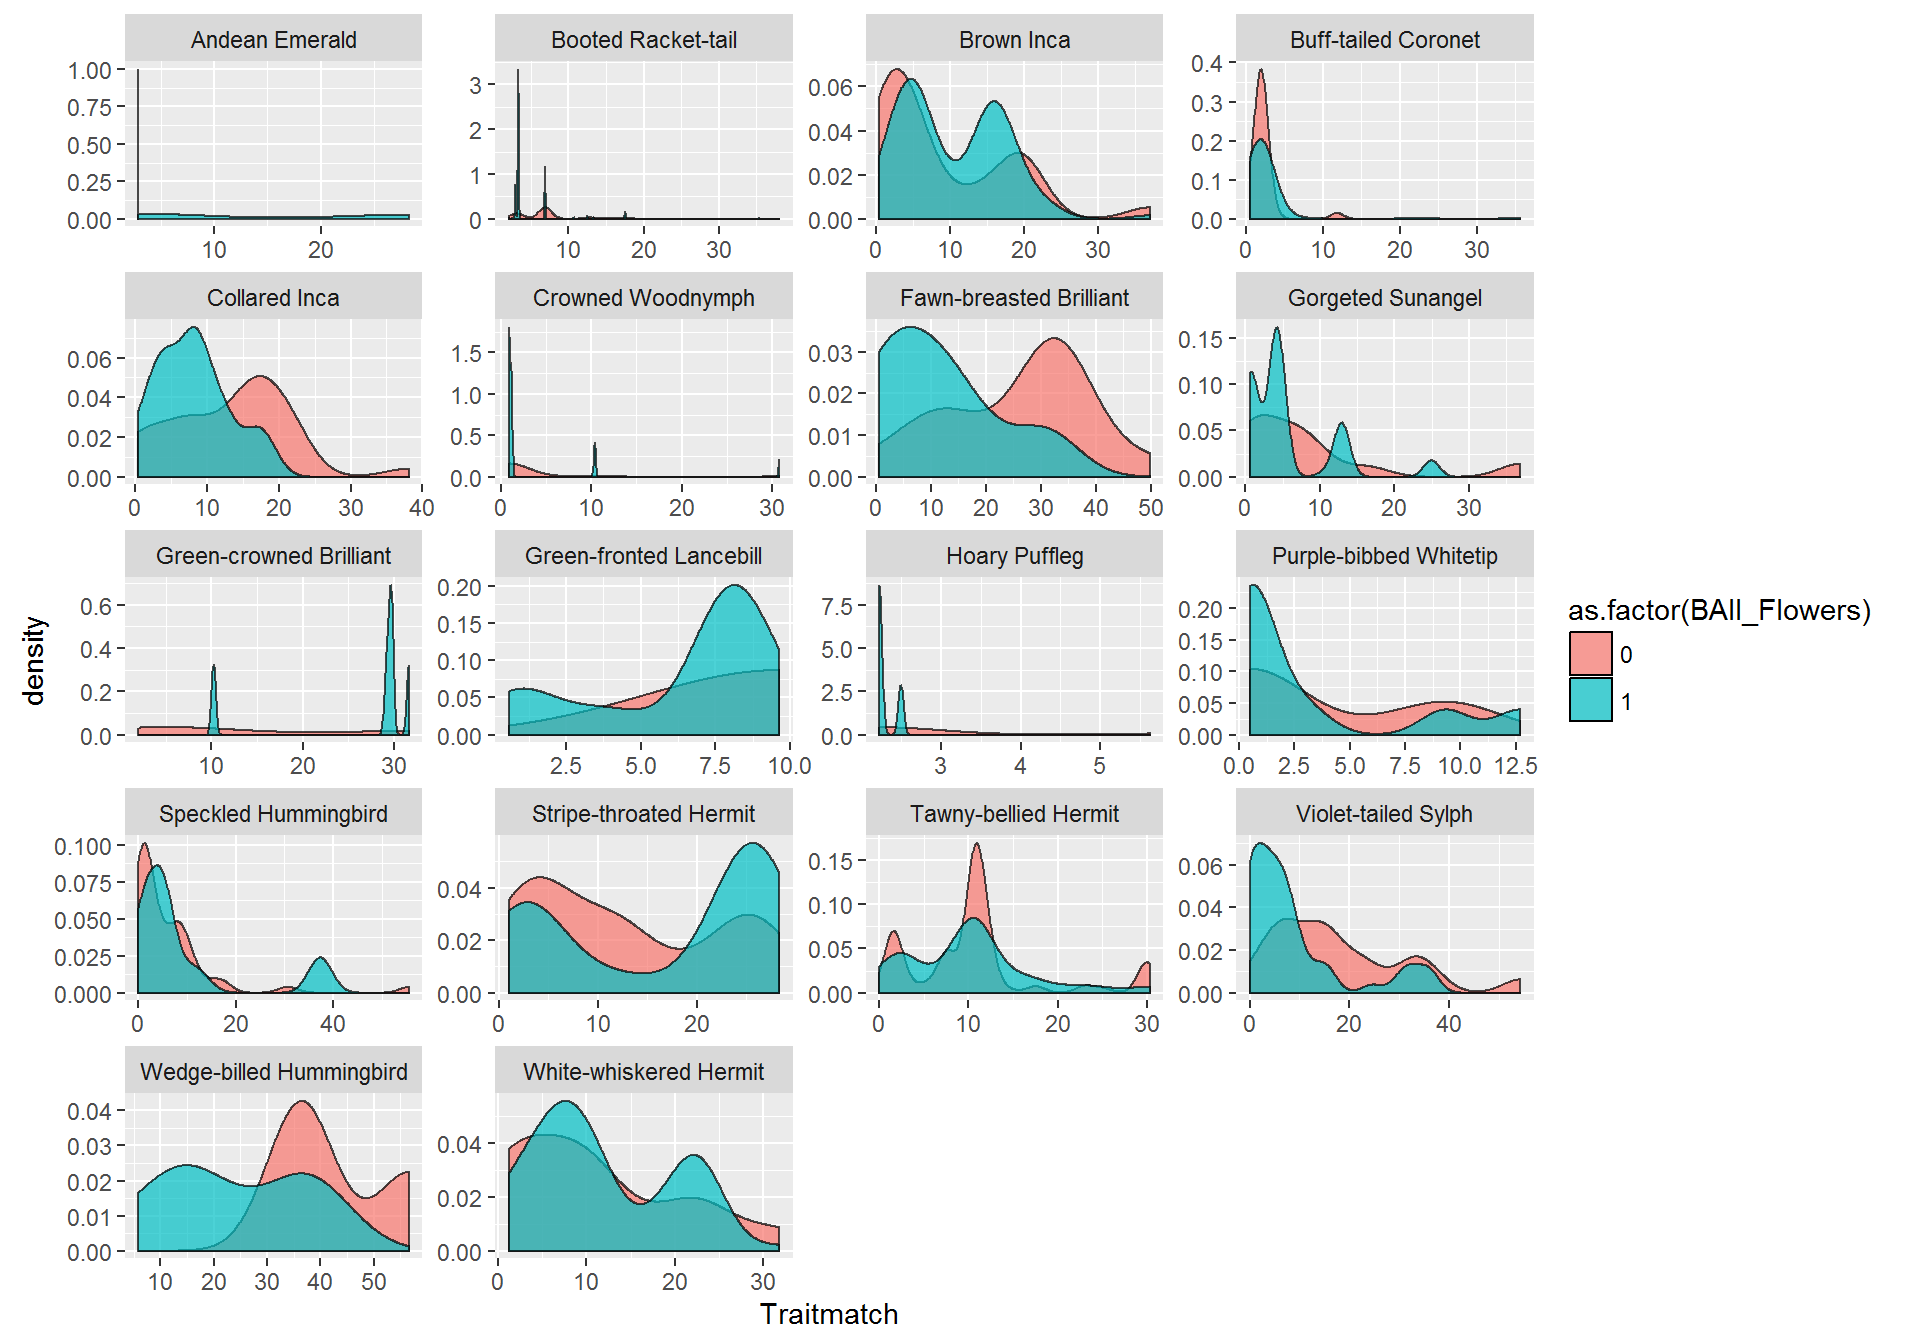 Andean Emerald Booted Racket-tail Brown Inca Buff-tailed Coronet
1.00 0.75 0.50 0.25 0.00
10 20
3 2 1 0
10 20 30
0.06 0.04 0.02 0.00
0 10 20 30
0.4 0.3 0.2 0.1 0.0
0 10 20 30
Collared Inca Crowned Woodnymph Fawn-breasted Brilliant Gorgeted Sunangel
0.06 0.04 0.02 0.00
0 10 20 30 40
1.5 1.0 0.5 0.0
0 10 20 30
0.03 0.02 0.01 0.00
0 10 20 30 40 50
0.15 0.10 0.05 0.00
0 10 20 30
Green-crowned Brilliant Green-fronted Lancebill Hoary Puffleg Purple-bibbed Whitetip
0.6 0.4 0.2 0.0
10 20 30
0.20 0.15 0.10 0.05 0.00
2.5 5.0 7.5 10.0
7.5 5.0 2.5 0.0
3 4 5
0.20 0.15 0.10 0.05 0.00
0.0 2.5 5.0 7.5 10.0 12.5
Speckled Hummingbird Stripe-throated Hermit Tawny-bellied Hermit Violet-tailed Sylph
0.100 0.075 0.050 0.025 0.000
0 20 40
0.04 0.02 0.00
0 10 20
0.15 0.10 0.05 0.00
0 10 20 30
0.06 0.04 0.02 0.00
0 20 40
Wedge-billed Hummingbird White-whiskered Hermit
0.04 0.03 0.02 0.01 0.00
10 20 30 40 50
0.04 0.02 0.00
0 10 20 30
density
Traitmatch
as.factor(BAll_Flowers)
0
1